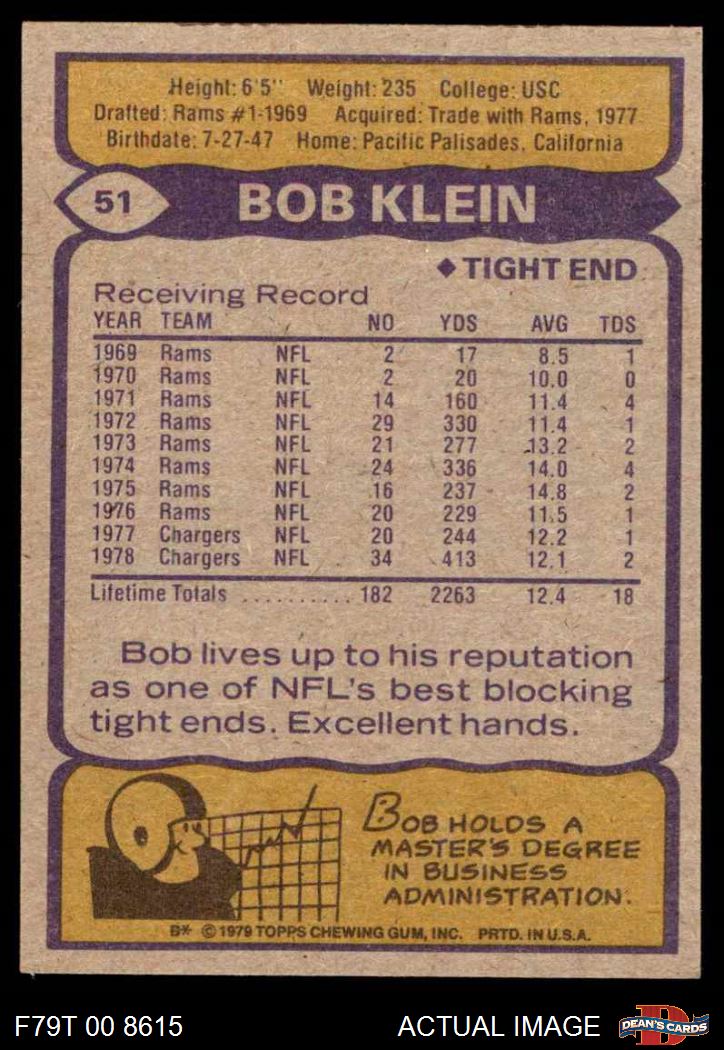 Height: 6'5" Weight: 235 College: USC
Drafted: Rams #1-1969 Acquired: Trade with Rams, 1977
Birthdate: 7-27-47 Home: Pacific Palisades, California
51 BOB KLEIN
◆ TIGHT END
Receiving Record
YEAR TEAM NO YDS AVG TDS
1969 Rams NFL 2 17 8.5 1
1970 Rams NFL 2 20 10.0 0
1971 Rams NFL 14 160 11.4 4
1972 Rams NFL 29 330 11.4 1
1973 Rams NFL 21 277 13.2 2
1974 Rams NFL 24 336 14.0 4
1975 Rams NFL 16 237 14.8 2
1976 Rams NFL 20 229 11.5 1
1977 Chargers NFL 20 244 12.2 1
1978 Chargers NFL 34 413 12.1 2
Lifetime Totals .......... 182 2263 12.4 18
Bob lives up to his reputation
as one of NFL's best blocking
tight ends. Excellent hands.
BOB HOLDS A
MASTER'S DEGREE
IN BUSINESS
ADMINISTRATION.
B* © 1979 TOPPS CHEWING GUM, INC. PRTD. IN U.S.A.
F79T 00 8615 ACTUAL IMAGE D DEAN'S CARDS